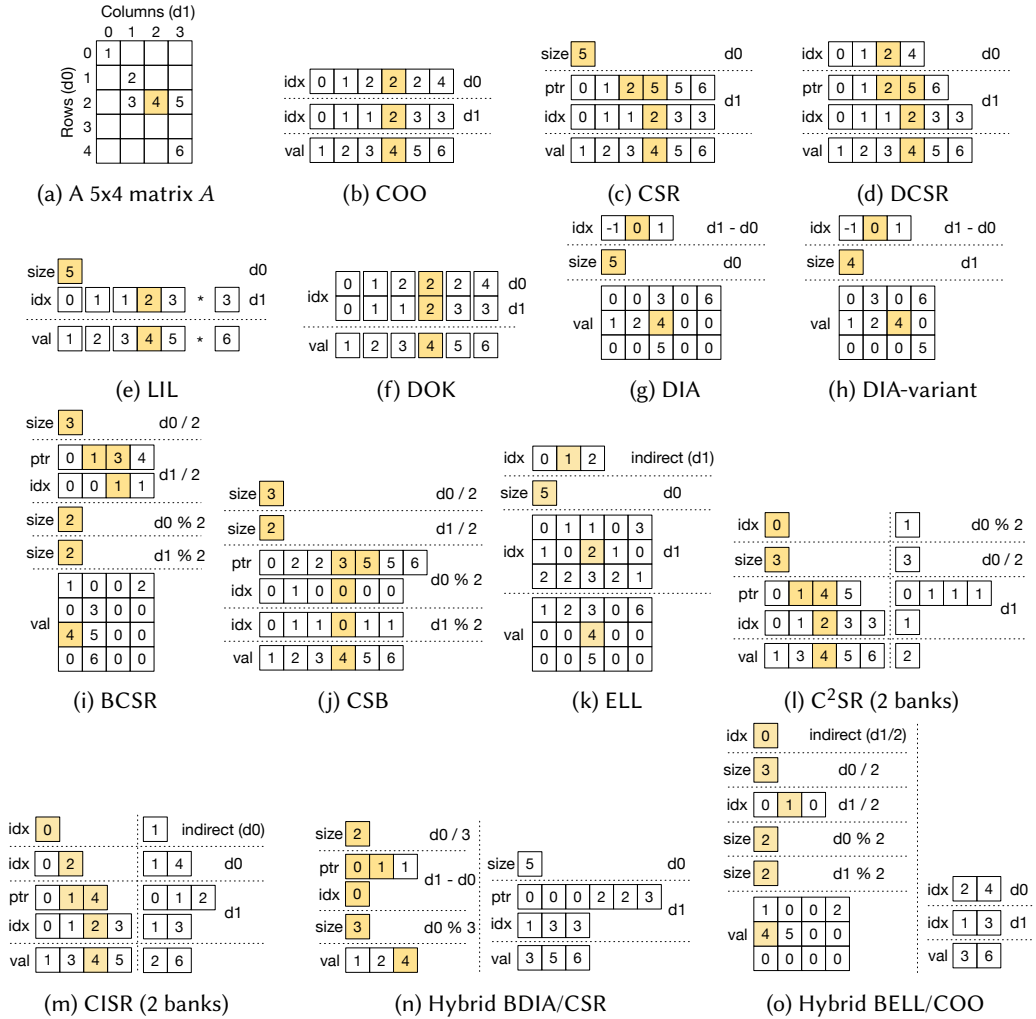 Columns (d1)
0 1 2 3
Rows (d0)
0 1
1 2
2 3 4 5
3
4 6
(a) A 5x4 matrix A
idx 0 1 2 2 2 4 d0
idx 0 1 1 2 3 3 d1
val 1 2 3 4 5 6
(b) COO
size 5 d0
ptr 0 1 2 5 5 6
d1
idx 0 1 1 2 3 3
val 1 2 3 4 5 6
(c) CSR
idx 0 1 2 4 d0
ptr 0 1 2 5 6
d1
idx 0 1 1 2 3 3
val 1 2 3 4 5 6
(d) DCSR
size 5 d0
idx 0 1 1 2 3 * 3 d1
val 1 2 3 4 5 * 6
(e) LIL
idx
0 1 2 2 2 4 d0
0 1 1 2 3 3 d1
val 1 2 3 4 5 6
(f) DOK
idx -1 0 1 d1 - d0
size 5 d0
0 0 3 0 6
val 1 2 4 0 0
0 0 5 0 0
(g) DIA
idx -1 0 1 d1 - d0
size 4 d1
0 3 0 6
val 1 2 4 0
0 0 0 5
(h) DIA-variant
size 3 d0 / 2
ptr 0 1 3 4
d1 / 2
idx 0 0 1 1
size 2 d0 % 2
size 2 d1 % 2
val
1 0 0 2
0 3 0 0
4 5 0 0
0 6 0 0
(i) BCSR
size 3 d0 / 2
size 2 d1 / 2
ptr 0 2 2 3 5 5 6
d0 % 2
idx 0 1 0 0 0 0
idx 0 1 1 0 1 1 d1 % 2
val 1 2 3 4 5 6
(j) CSB
idx 0 1 2 indirect (d1)
size 5 d0
0 1 1 0 3
idx 1 0 2 1 0 d1
2 2 3 2 1
1 2 3 0 6
val 0 0 4 0 0
0 0 5 0 0
(k) ELL
idx 0 1 d0 % 2
size 3 3 d0 / 2
ptr 0 1 4 5 0 1 1 1
d1
idx 0 1 2 3 3 1
val 1 3 4 5 6 2
(l) C²SR (2 banks)
idx 0 1 indirect (d0)
idx 0 2 1 4 d0
ptr 0 1 4 0 1 2
d1
idx 0 1 2 3 1 3
val 1 3 4 5 2 6
(m) CISR (2 banks)
size 2 d0 / 3
ptr 0 1 1
d1 - d0
idx 0
size 3 d0 % 3
val 1 2 4
size 5 d0
ptr 0 0 0 2 2 3
d1
idx 1 3 3
val 3 5 6
(n) Hybrid BDIA/CSR
idx 0 indirect (d1/2)
size 3 d0 / 2
idx 0 1 0 d1 / 2
size 2 d0 % 2
size 2 d1 % 2
1 0 0 2
val 4 5 0 0
0 0 0 0
idx 2 4 d0
idx 1 3 d1
val 3 6
(o) Hybrid BELL/COO